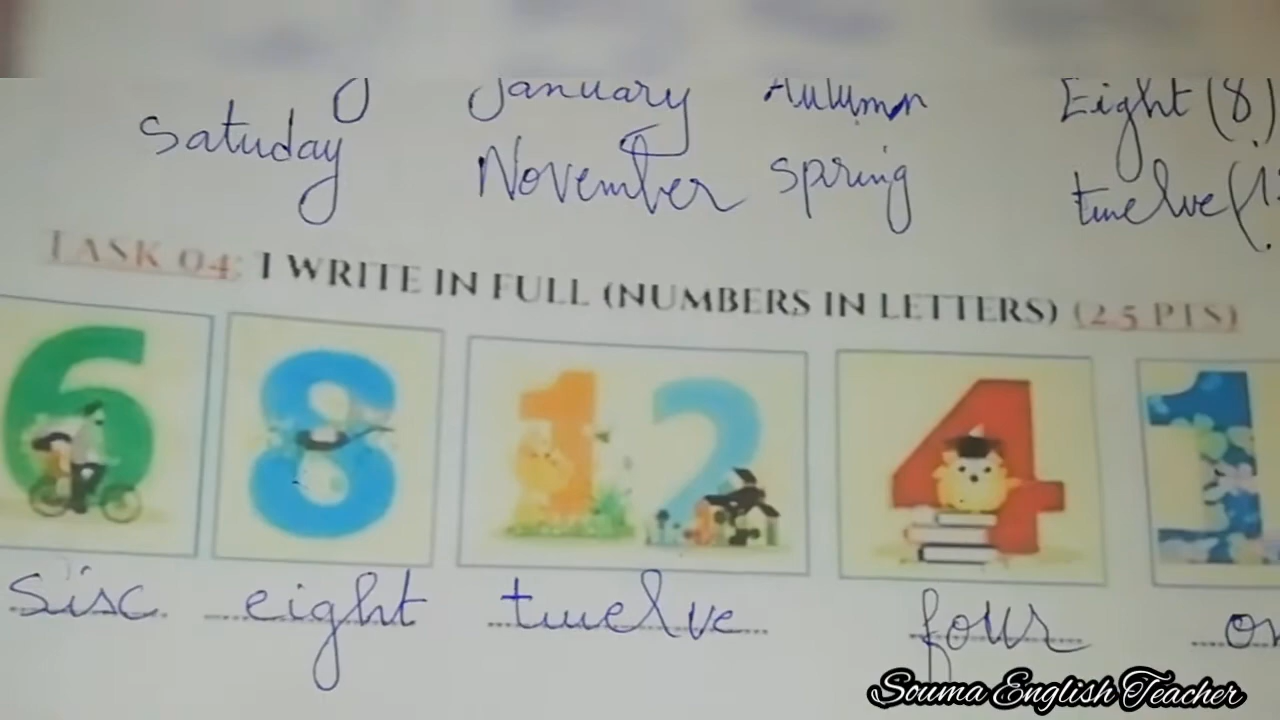 January Autumn Eight (8)
Satuday November spring twelve
TASK 04: I WRITE IN FULL (NUMBERS IN LETTERS) (2.5 PTS)
6 8 12 4 1
eight twelve four
Souma English Teacher